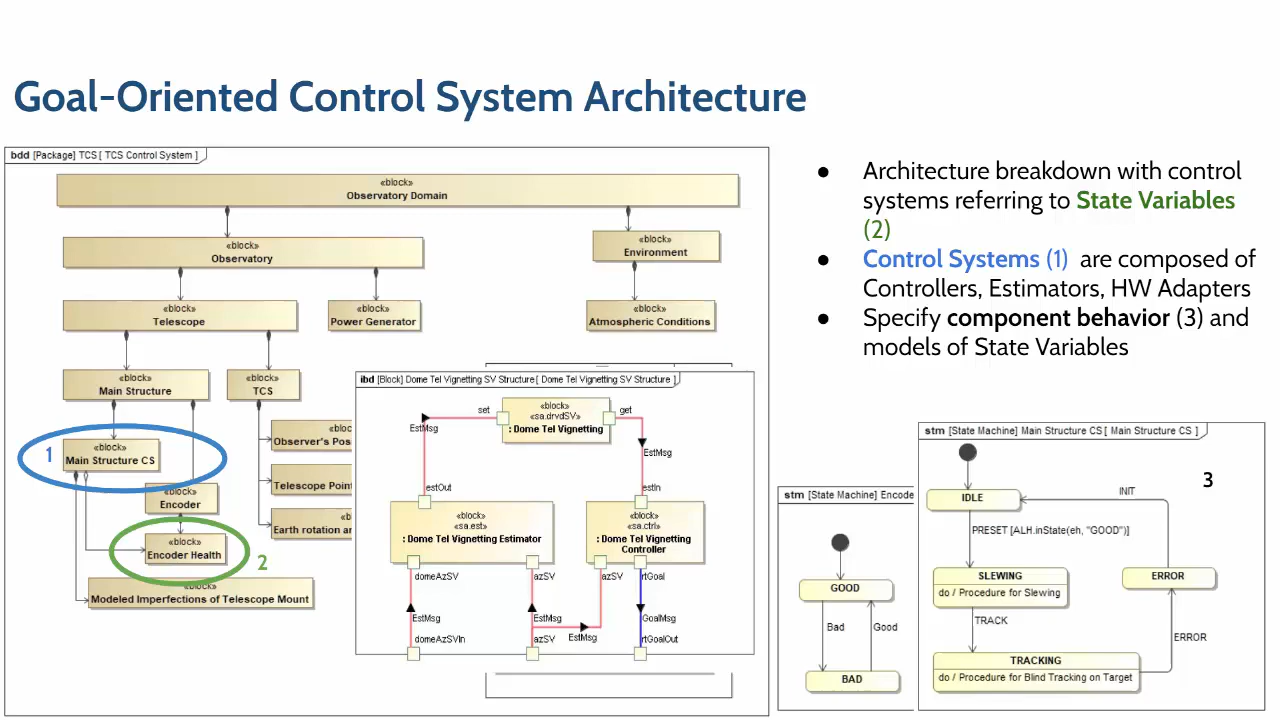 Goal-Oriented Control System Architecture
bdd [Package] TCS [ TCS Control System ]
«block»
Observatory Domain
«block»
Observatory
«block»
Environment
«block»
Telescope
«block»
Power Generator
«block»
Atmospheric Conditions
«block»
Main Structure
«block»
TCS
1
«block»
Main Structure CS
Observer's Pos
«block»
Encoder
Telescope Point
«block»
Encoder Health
2
Earth rotation ar
«block»
Modeled Imperfections of Telescope Mount
ibd [Block] Dome Tel Vignetting SV Structure [ Dome Tel Vignetting SV Structure ]
set
«block»
«sa.drvdSV»
: Dome Tel Vignetting
get
EstMsg
EstMsg
estOut
estIn
«block»
«sa.est»
: Dome Tel Vignetting Estimator
«block»
«sa.ctrl»
: Dome Tel Vignetting
Controller
domeAzSV
azSV
azSV
rtGoal
EstMsg
EstMsg
EstMsg
GoalMsg
domeAzSVIn
azSV
rtGoalOut
● Architecture breakdown with control
systems referring to State Variables
(2)
● Control Systems (1) are composed of
Controllers, Estimators, HW Adapters
● Specify component behavior (3) and
models of State Variables
stm [State Machine] Encode
GOOD
Bad
Good
BAD
stm [State Machine] Main Structure CS [ Main Structure CS ]
3
IDLE
INIT
PRESET [ALH.inState(eh, "GOOD")]
SLEWING
do / Procedure for Slewing
ERROR
TRACK
ERROR
TRACKING
do / Procedure for Blind Tracking on Target